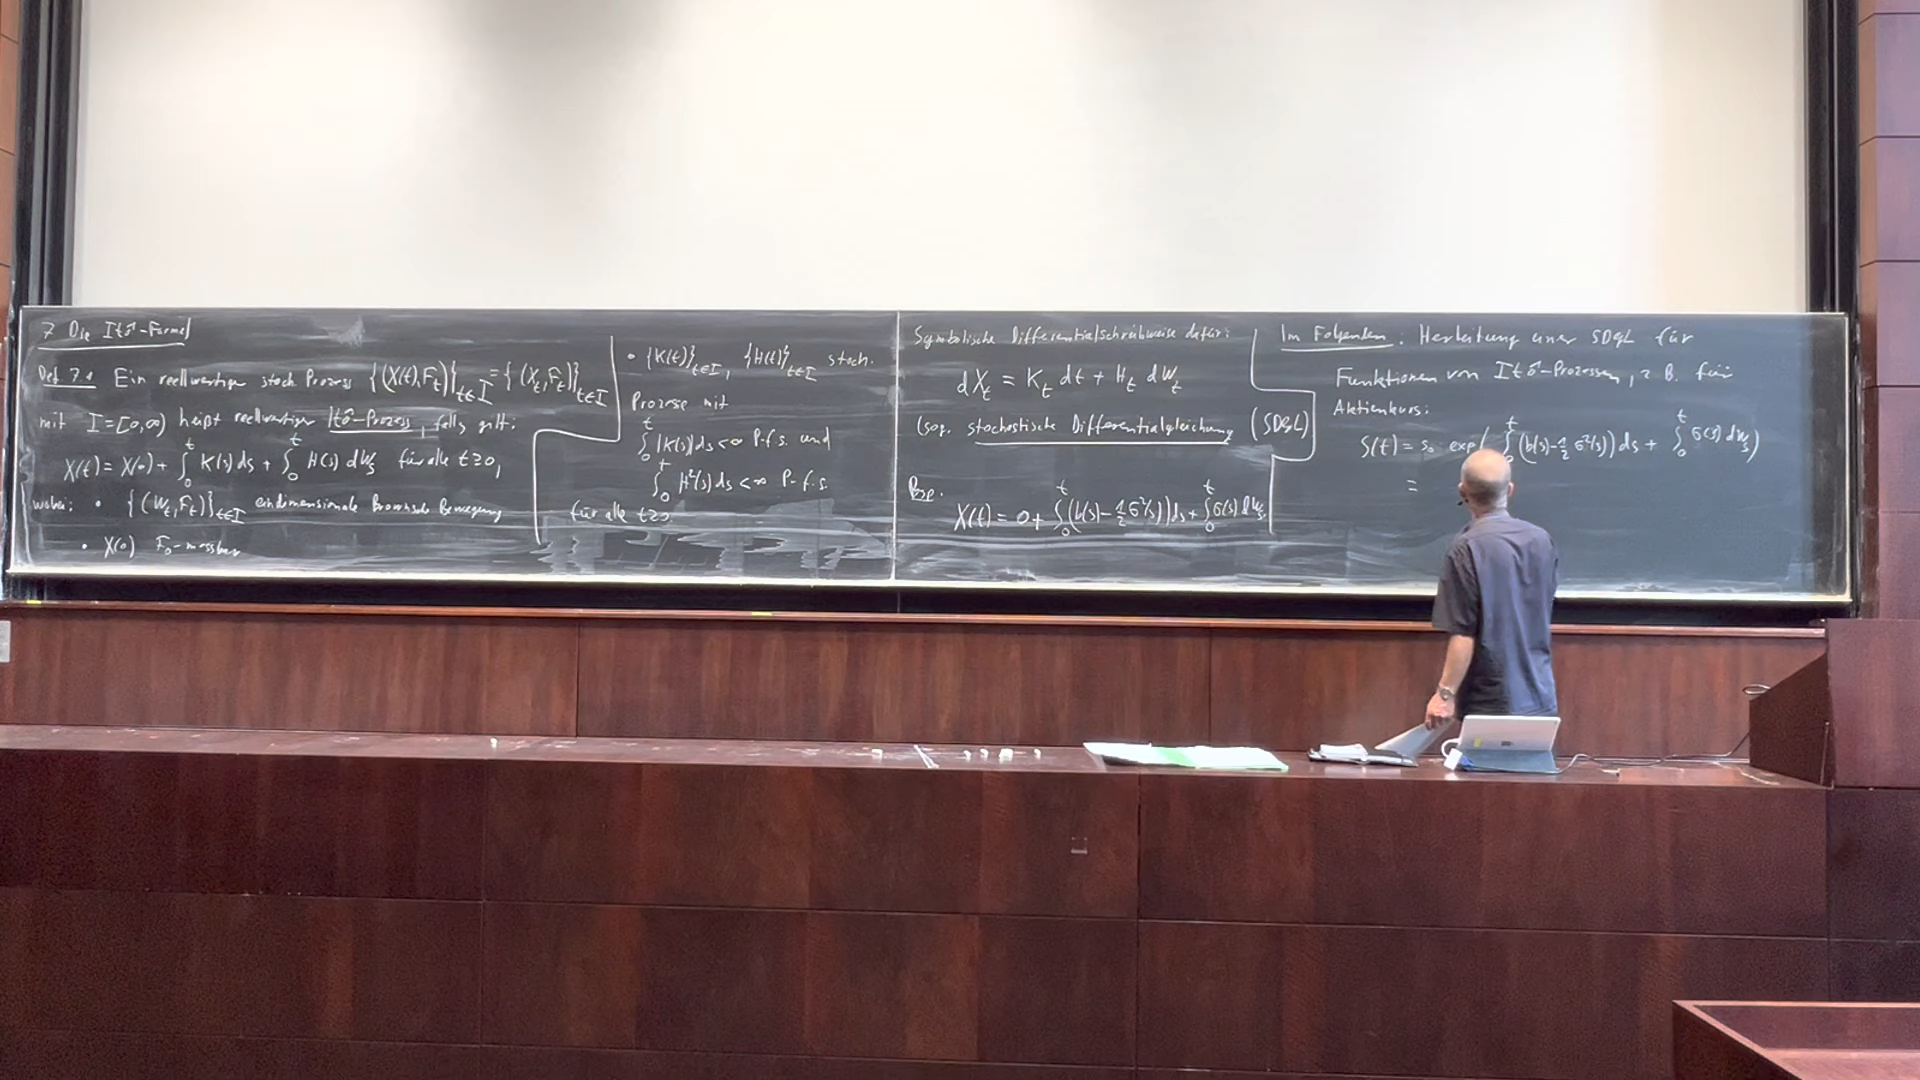 7 Die Itô-Formel
Def 7.1 Ein reellwertiger stoch. Prozess {(X(t),F_t)}_{t∈I} = {(X_t,F_t)}_{t∈I}
mit I=[0,∞) heißt reellwertiger Itô-Prozess, falls gilt:
X(t) = X(0) + ∫_0^t K(s) ds + ∫_0^t H(s) dW_s für alle t≥0,
wobei: • {(W_t,F_t)}_{t∈I} eindimensionale Brownsche Bewegung
• X(0) F_0-messbar
• {K(t)}_{t∈I}, {H(t)}_{t∈I} stoch.
Prozesse mit
∫_0^t |K(s)| ds < ∞ P-f.s. und
∫_0^t H²(s) ds < ∞ P-f.s.
für alle t≥0.
Symbolische Differentialschreibweise dafür:
dX_t = K_t dt + H_t dW_t
(sog. stochastische Differentialgleichung (SDGL)
Bsp.
X(t) = 0 + ∫_0^t (b(s) - 1/2 σ²(s)) ds + ∫_0^t σ(s) dW_s
Im Folgenden: Herleitung einer SDGL für
Funktionen von Itô-Prozessen, z.B. für
Aktienkurs:
S(t) = s_0 exp( ∫_0^t (b(s) - 1/2 σ²(s)) ds + ∫_0^t σ(s) dW_s )
=